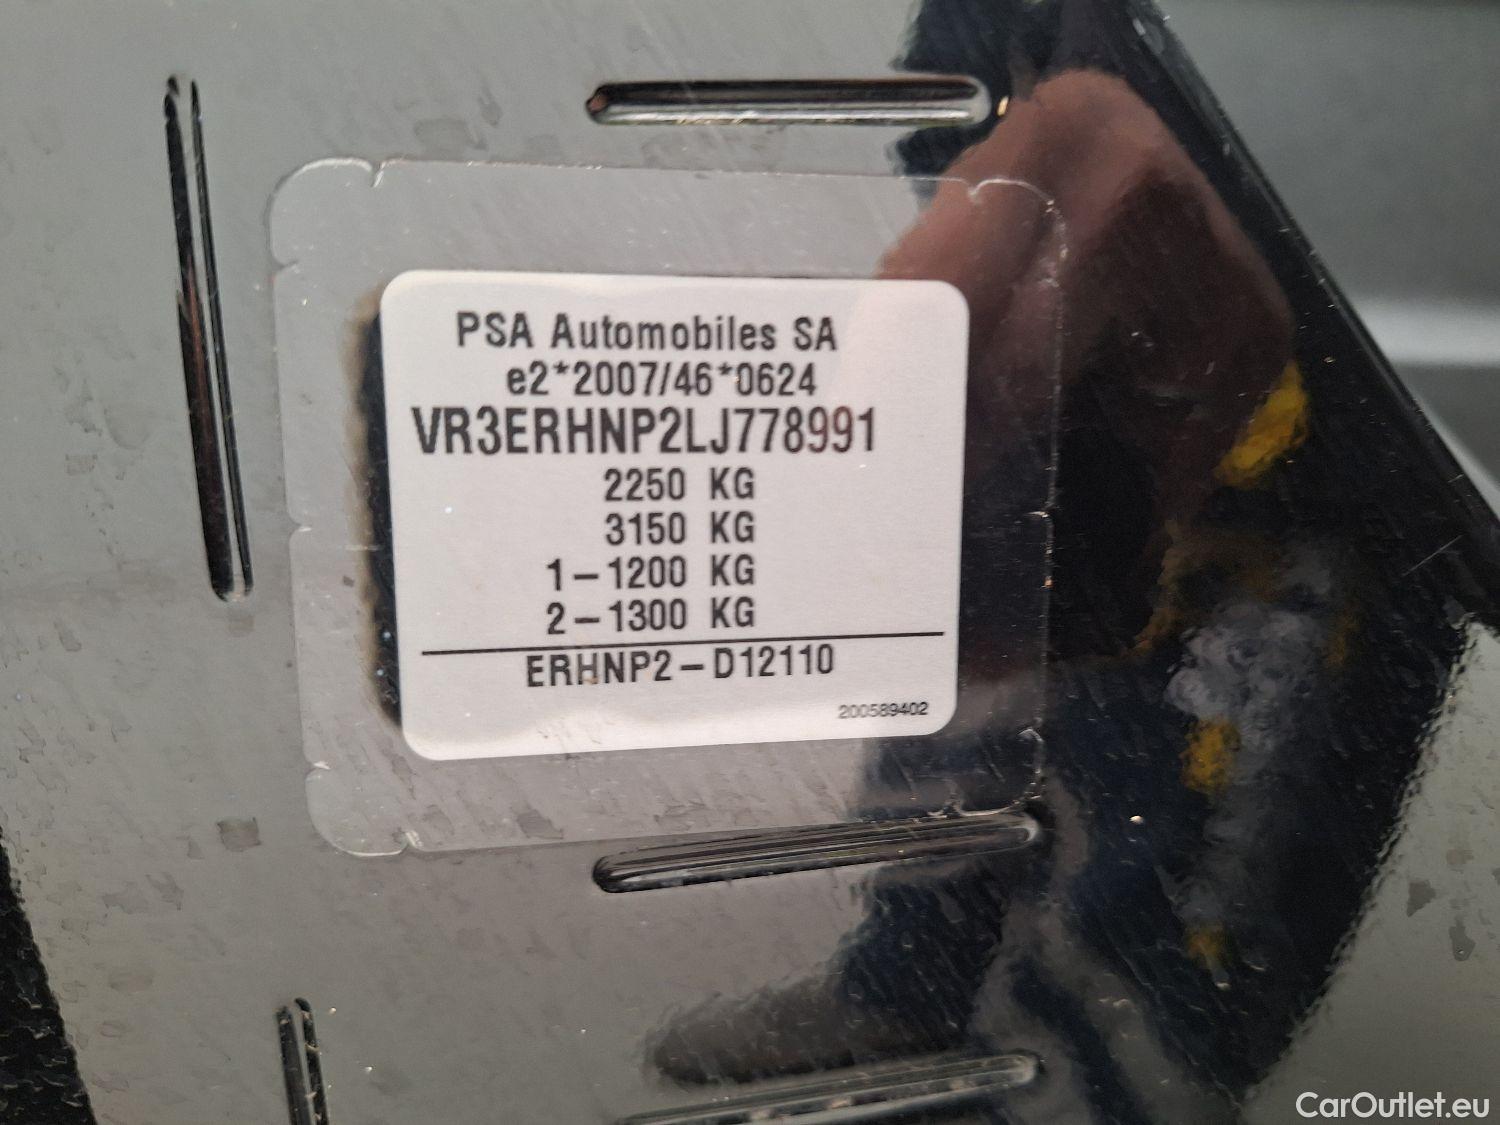 PSA Automobiles SA
e2*2007/46*0624
VR3ERHNP2LJ778991
2250 KG
3150 KG
1-1200 KG
2-1300 KG
ERHNP2-D12110
200589402
CarOutlet.eu